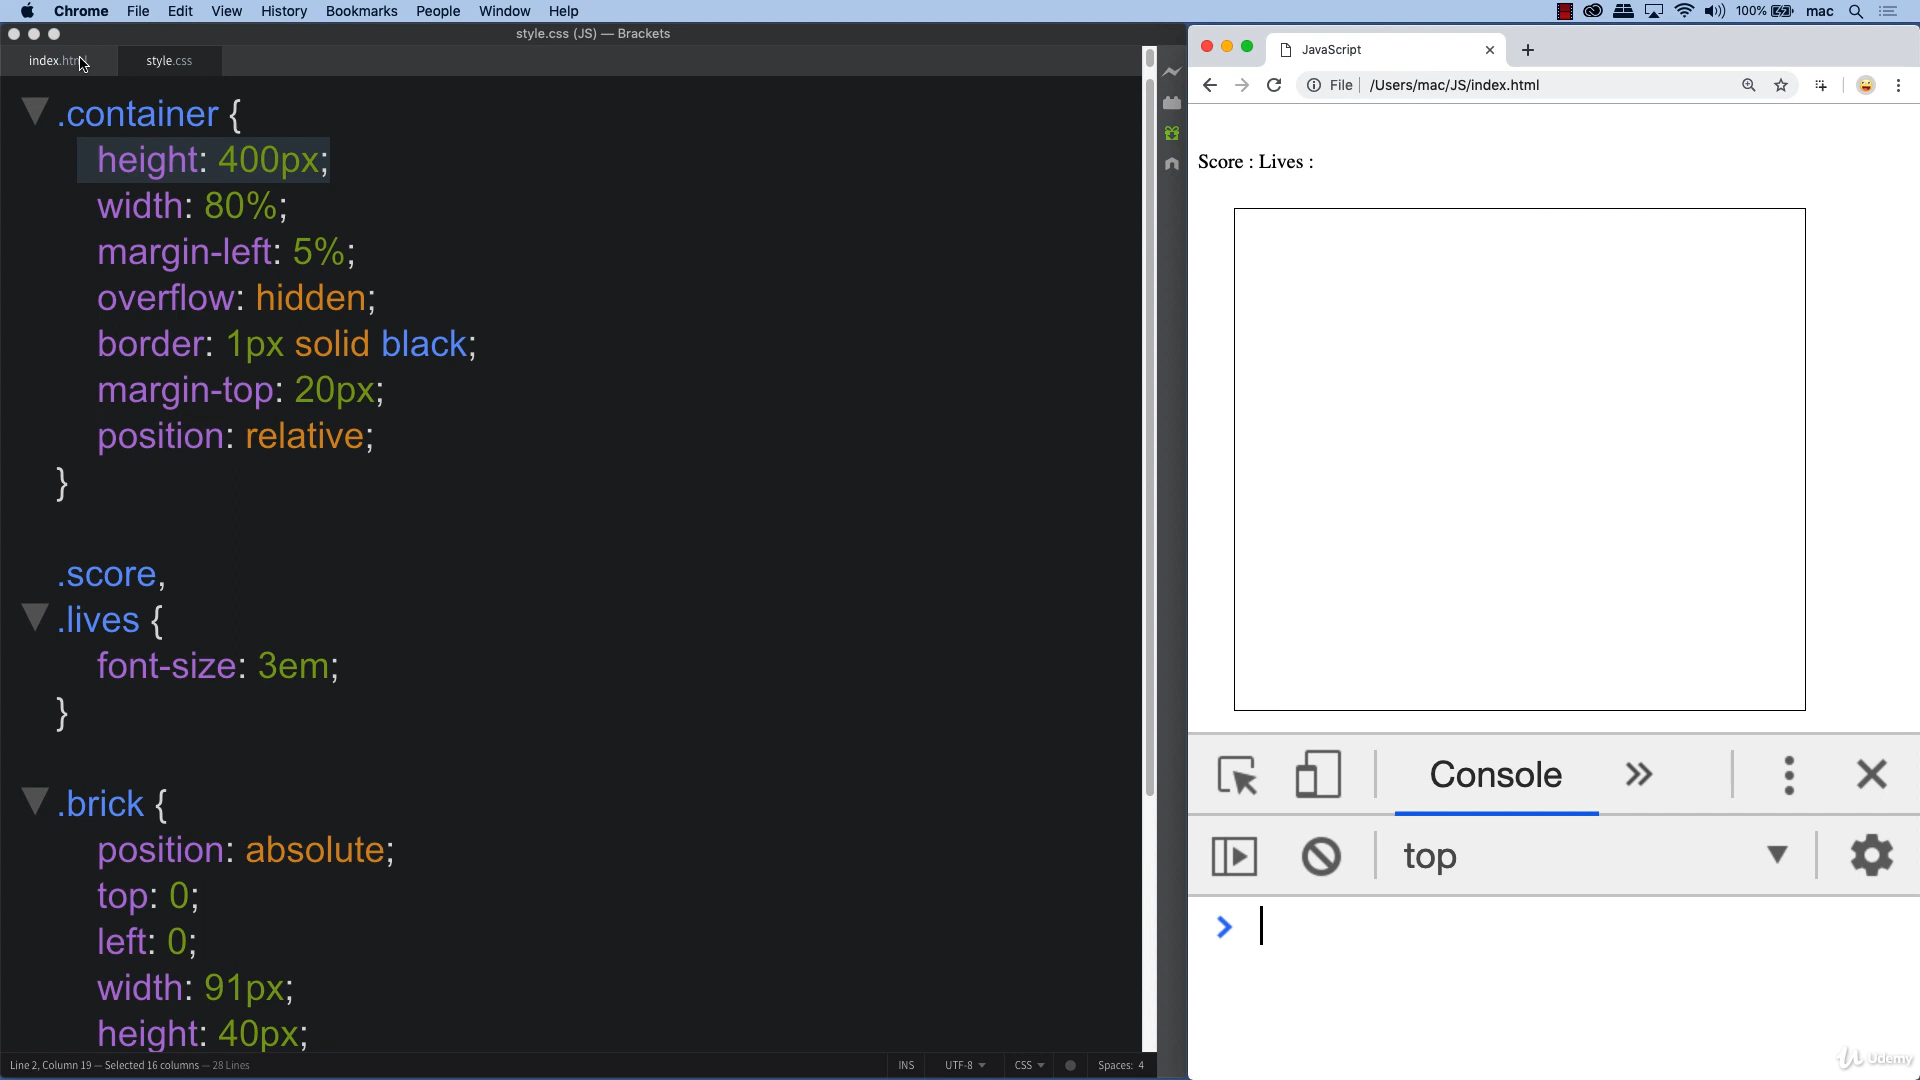 Chrome File Edit View History Bookmarks People Window Help 100% mac
style.css (JS) — Brackets
index.html style.css
.container {
height: 400px;
width: 80%;
margin-left: 5%;
overflow: hidden;
border: 1px solid black;
margin-top: 20px;
position: relative;
}
.score,
.lives {
font-size: 3em;
}
.brick {
position: absolute;
top: 0;
left: 0;
width: 91px;
height: 40px;
Line 2, Column 19 — Selected 16 columns — 28 Lines INS UTF-8 CSS Spaces: 4
JavaScript
File /Users/mac/JS/index.html
Score : Lives :
Console
top
Udemy